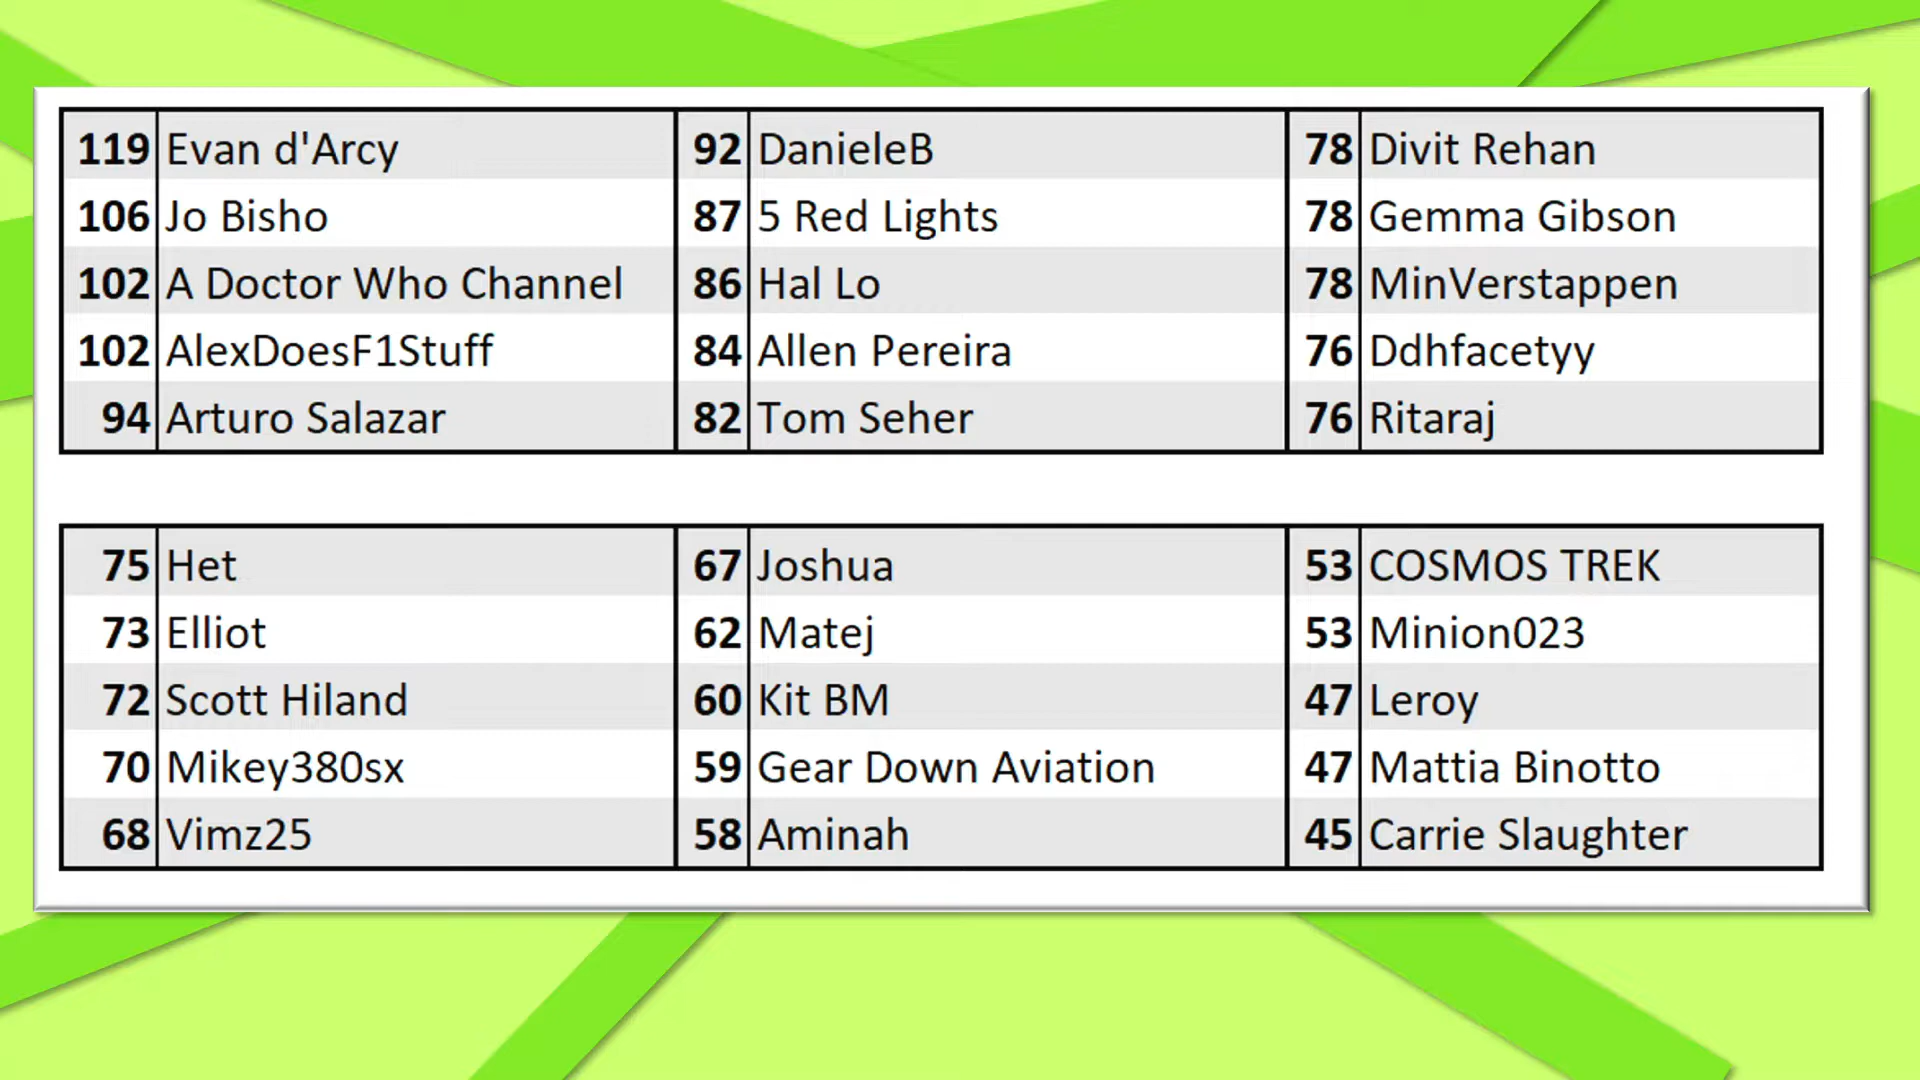 119 Evan d'Arcy
106 Jo Bisho
102 A Doctor Who Channel
102 AlexDoesF1Stuff
94 Arturo Salazar
92 DanieleB
87 5 Red Lights
86 Hal Lo
84 Allen Pereira
82 Tom Seher
78 Divit Rehan
78 Gemma Gibson
78 MinVerstappen
76 Ddhfacetyy
76 Ritaraj
75 Het
73 Elliot
72 Scott Hiland
70 Mikey380sx
68 Vimz25
67 Joshua
62 Matej
60 Kit BM
59 Gear Down Aviation
58 Aminah
53 COSMOS TREK
53 Minion023
47 Leroy
47 Mattia Binotto
45 Carrie Slaughter